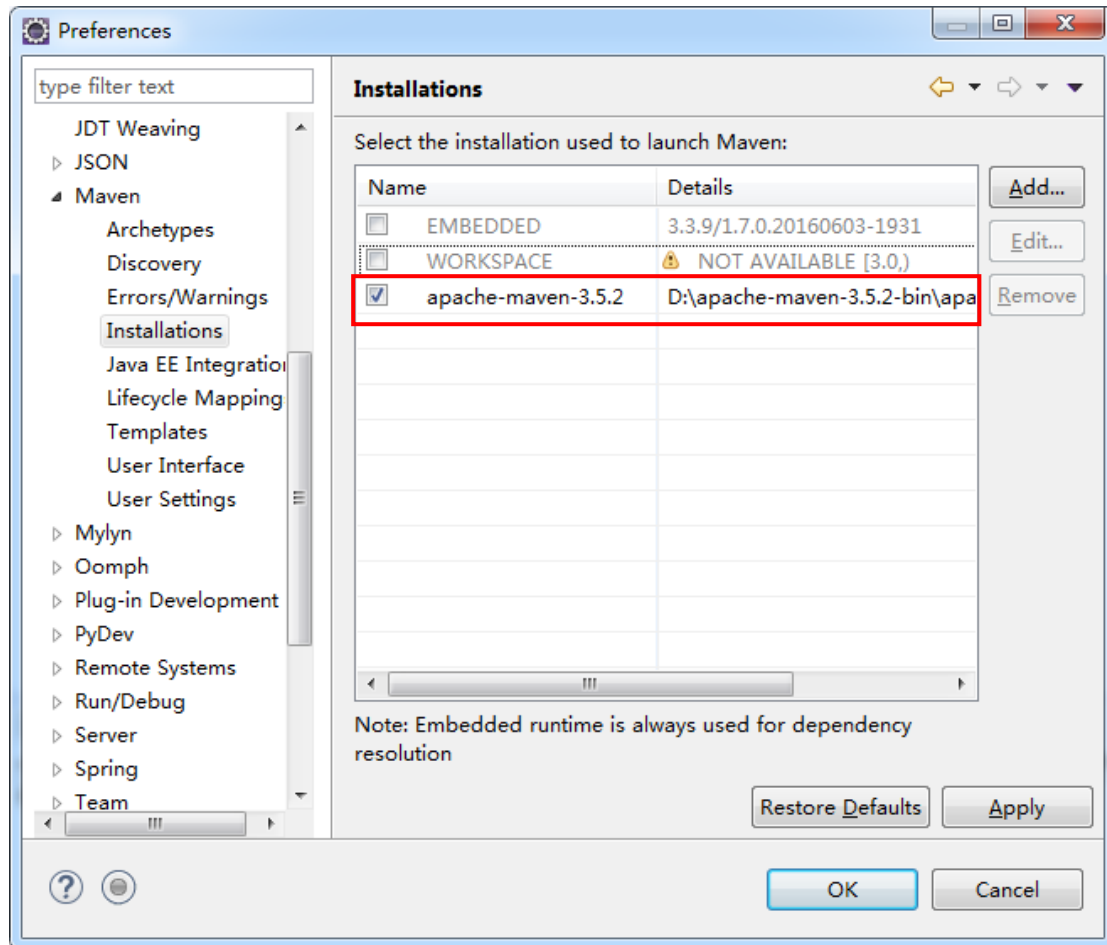 Preferences
type filter text
JDT Weaving
JSON
Maven
Archetypes
Discovery
Errors/Warnings
Installations
Java EE Integration
Lifecycle Mapping
Templates
User Interface
User Settings
Mylyn
Oomph
Plug-in Development
PyDev
Remote Systems
Run/Debug
Server
Spring
Team
Installations
Select the installation used to launch Maven:
Name Details
EMBEDDED 3.3.9/1.7.0.20160603-1931
WORKSPACE NOT AVAILABLE [3.0,)
apache-maven-3.5.2 D:\apache-maven-3.5.2-bin\apa
Add...
Edit...
Remove
Note: Embedded runtime is always used for dependency
resolution
Restore Defaults Apply
OK Cancel